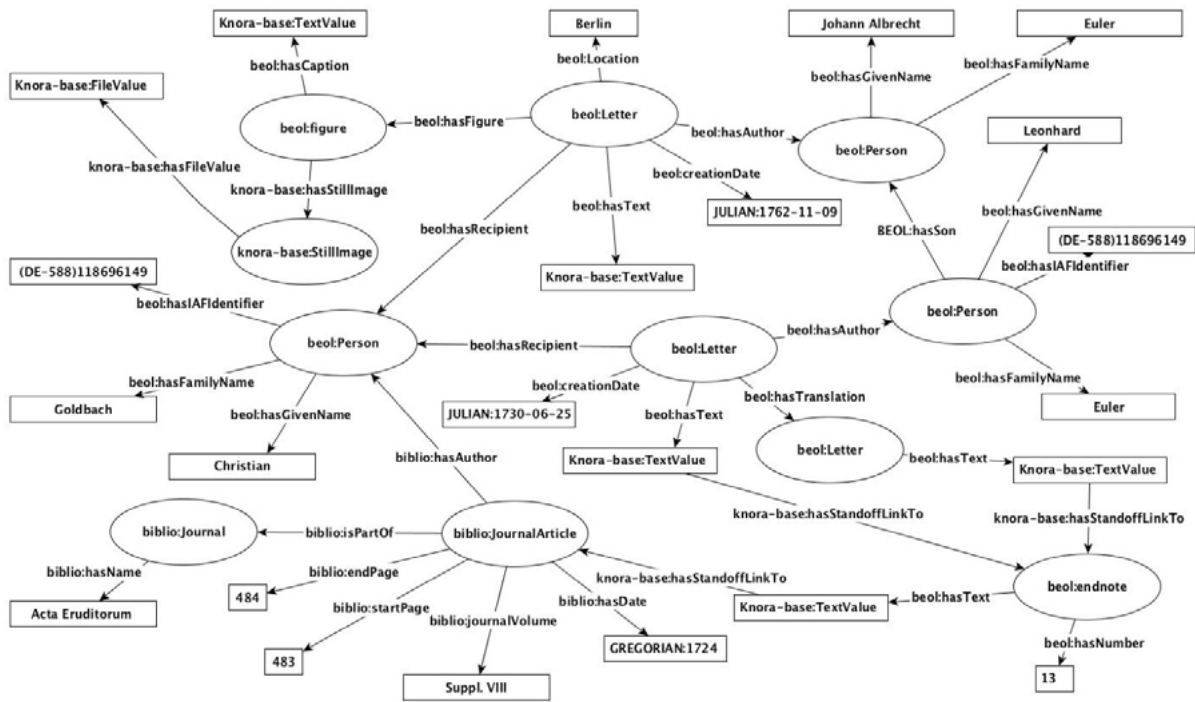 Knora-base:TextValue
Berlin
Johann Albrecht
Euler
beol:hasCaption
beol:Location
beol:hasGivenName
beol:hasFamilyName
Knora-base:FileValue
beol:figure
beol:hasFigure
beol:Letter
beol:hasAuthor
beol:Person
Leonhard
knora-base:hasFileValue
knora-base:hasStillImage
beol:creationDate
beol:hasText
JULIAN:1762-11-09
beol:hasGivenName
beol:hasRecipient
BEOL:hasSon
knora-base:StillImage
(DE-588)118696149
Knora-base:TextValue
beol:hasIAFIdentifier
(DE-588)118696149
beol:hasIAFIdentifier
beol:Person
beol:Person
beol:hasRecipient
beol:Letter
beol:hasAuthor
beol:hasFamilyName
beol:creationDate
beol:hasFamilyName
Goldbach
beol:hasGivenName
JULIAN:1730-06-25
beol:hasText
beol:hasTranslation
Euler
Christian
biblio:hasAuthor
Knora-base:TextValue
beol:Letter
beol:hasText
Knora-base:TextValue
knora-base:hasStandoffLinkTo
knora-base:hasStandoffLinkTo
biblio:Journal
biblio:isPartOf
biblio:JournalArticle
biblio:hasName
biblio:endPage
knora-base:hasStandoffLinkTo
beol:endnote
484
biblio:hasDate
beol:hasText
Acta Eruditorum
biblio:startPage
biblio:journalVolume
Knora-base:TextValue
beol:hasNumber
483
GREGORIAN:1724
Suppl. VIII
13